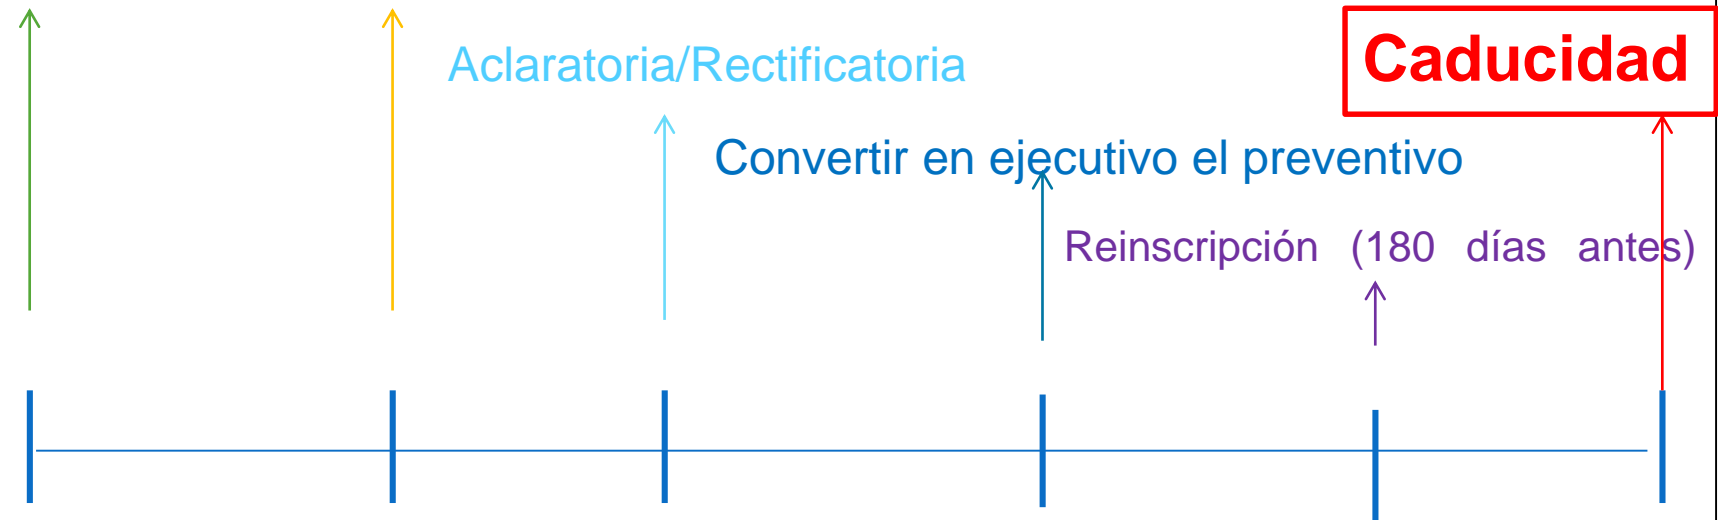 Caducidad
Aclaratoria/Rectificatoria
Convertir en ejecutivo el preventivo
Reinscripción (180 días antes)